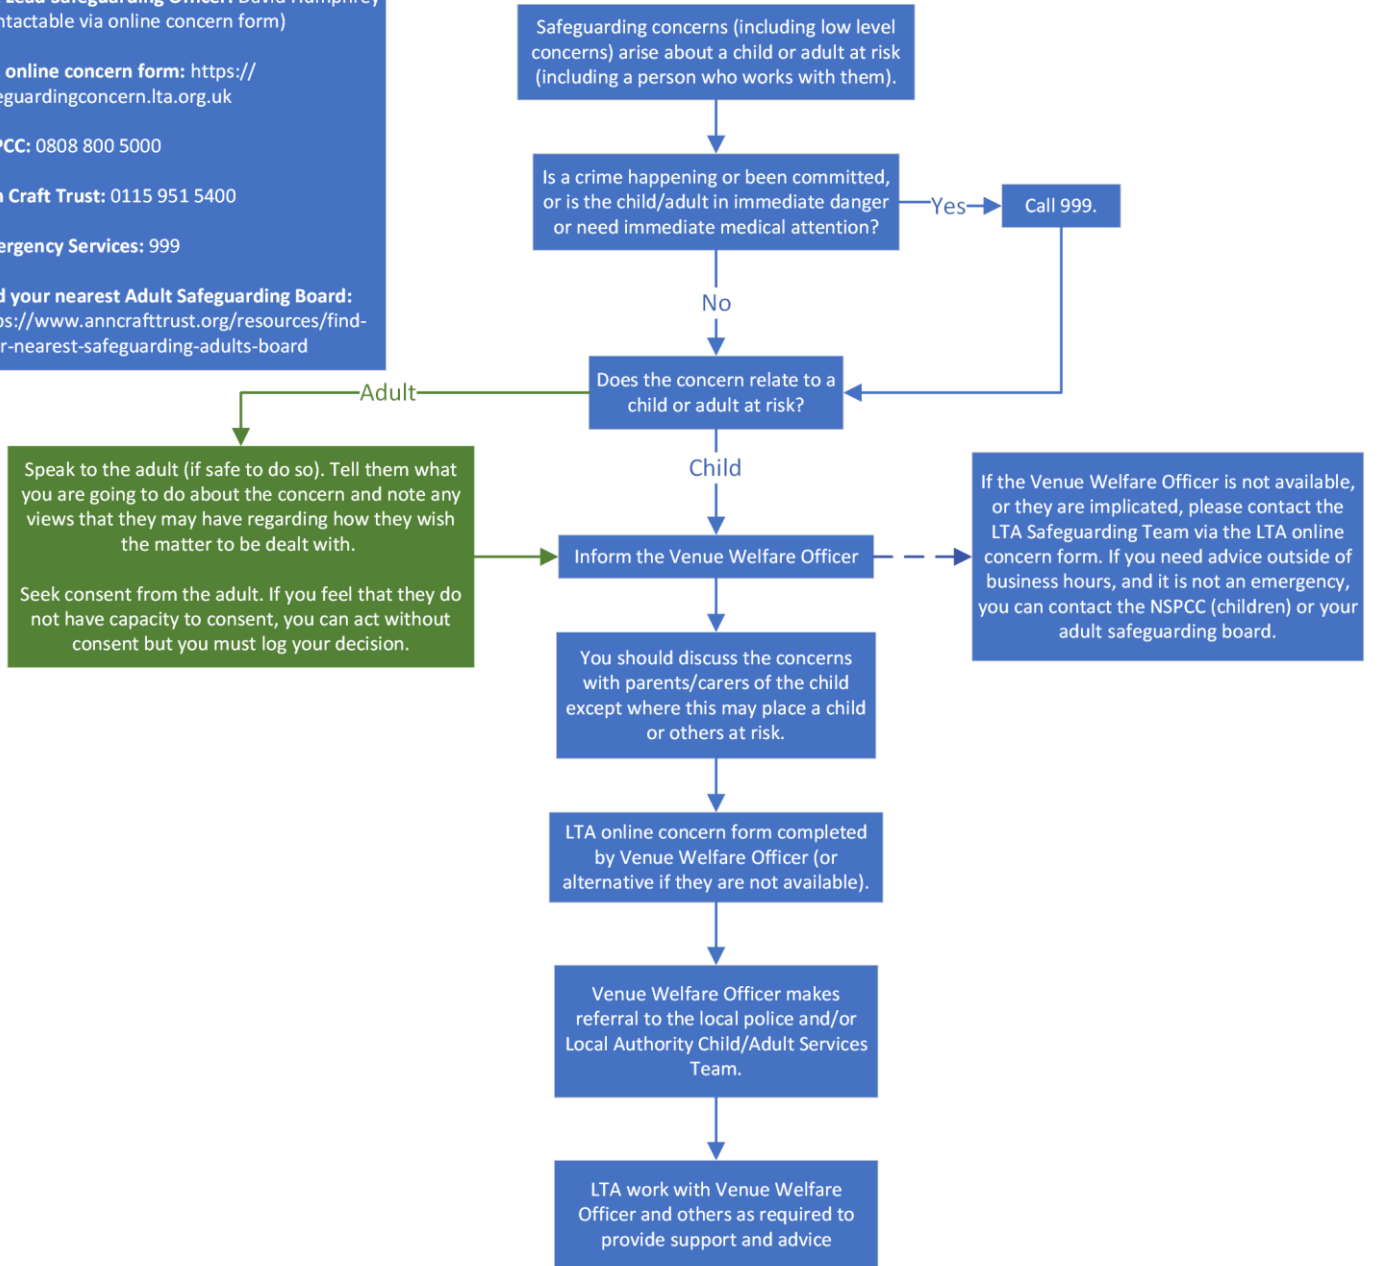 Lead Safeguarding Officer: David Humphrey
ntactable via online concern form)
online concern form: https://
eguardingconcern.lta.org.uk
PCC: 0808 800 5000
n Craft Trust: 0115 951 5400
ergency Services: 999
d your nearest Adult Safeguarding Board:
ps://www.anncrafttrust.org/resources/find-
r-nearest-safeguarding-adults-board
Safeguarding concerns (including low level
concerns) arise about a child or adult at risk
(including a person who works with them).
Is a crime happening or been committed,
or is the child/adult in immediate danger
or need immediate medical attention?
Yes
Call 999.
No
Does the concern relate to a
child or adult at risk?
Adult
Child
Speak to the adult (if safe to do so). Tell them what
you are going to do about the concern and note any
views that they may have regarding how they wish
the matter to be dealt with.
Seek consent from the adult. If you feel that they do
not have capacity to consent, you can act without
consent but you must log your decision.
Inform the Venue Welfare Officer
If the Venue Welfare Officer is not available,
or they are implicated, please contact the
LTA Safeguarding Team via the LTA online
concern form. If you need advice outside of
business hours, and it is not an emergency,
you can contact the NSPCC (children) or your
adult safeguarding board.
You should discuss the concerns
with parents/carers of the child
except where this may place a child
or others at risk.
LTA online concern form completed
by Venue Welfare Officer (or
alternative if they are not available).
Venue Welfare Officer makes
referral to the local police and/or
Local Authority Child/Adult Services
Team.
LTA work with Venue Welfare
Officer and others as required to
provide support and advice